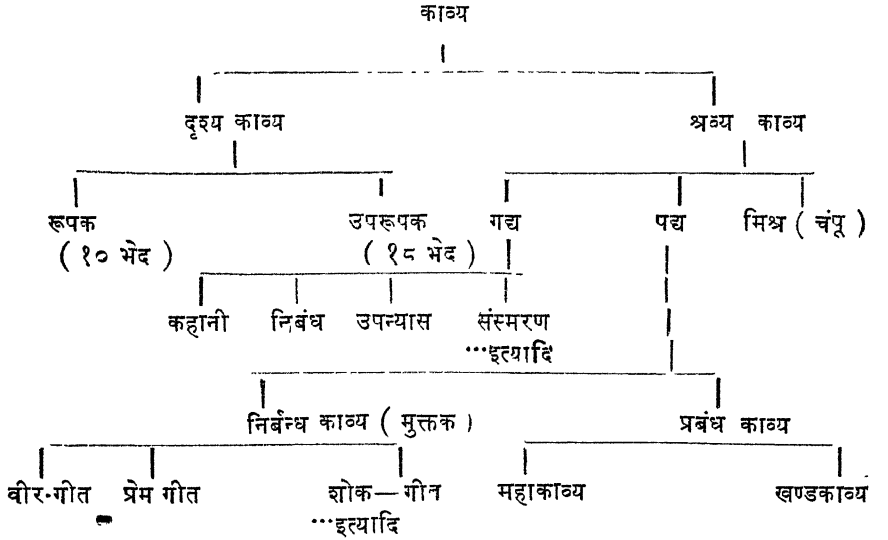 काव्य
दृश्य काव्य श्रव्य काव्य
रूपक उपरूपक गद्य पद्य मिश्र ( चंपू )
( १० भेद ) ( १८ भेद )
कहानी निबंध उपन्यास संस्मरण
···इत्यादि
निर्बन्ध काव्य ( मुक्तक ) प्रबंध काव्य
वीर-गीत प्रेम गीत शोक—गीत महाकाव्य खण्डकाव्य
···इत्यादि